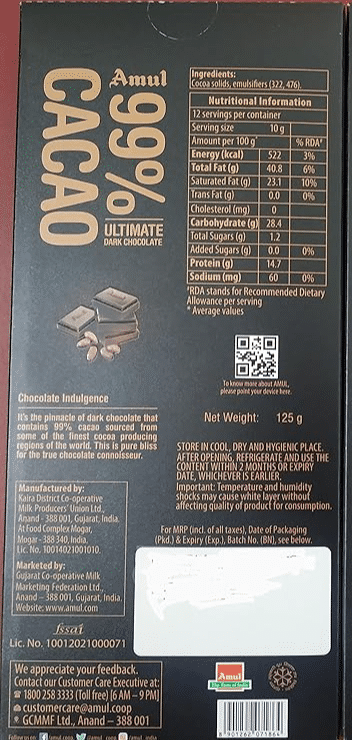 Amul
99%
CACAO
ULTIMATE
DARK CHOCOLATE
Chocolate Indulgence
It's the pinnacle of dark chocolate that
contains 99% cacao sourced from
some of the finest cocoa producing
regions of the world. This is pure bliss
for the true chocolate connoisseur.
Manufactured by:
Kaira District Co-operative
Milk Producers' Union Ltd.,
Anand - 388 001, Gujarat, India.
At Food Complex Mogar,
Mogar - 388 340, India.
Lic. No. 10014021001010.
Marketed by:
Gujarat Co-operative Milk
Marketing Federation Ltd.,
Anand - 388 001, Gujarat, India.
Website: www.amul.com
fssai
Lic. No. 10012021000071
We appreciate your feedback.
Contact our Customer Care Executive at:
1800 258 3333 (Toll free) [6 AM – 9 PM]
customercare@amul.coop
GCMMF Ltd., Anand – 388 001
Follow us on:
Ingredients:
Cocoa solids, emulsifiers (322, 476).
Nutritional Information
12 servings per container
Serving size 10 g
Amount per 100 g* % RDA#
Energy (kcal) 522 3%
Total Fat (g) 40.8 6%
Saturated Fat (g) 23.1 10%
Trans Fat (g) 0.0 0%
Cholesterol (mg) 0
Carbohydrate (g) 28.4
Total Sugars (g) 1.2
Added Sugars (g) 0.0 0%
Protein (g) 14.7
Sodium (mg) 60 0%
#RDA stands for Recommended Dietary
Allowance per serving
* Average values
To know more about AMUL,
please point your device here.
Net Weight: 125 g
STORE IN COOL, DRY AND HYGIENIC PLACE.
AFTER OPENING, REFRIGERATE AND USE THE
CONTENT WITHIN 2 MONTHS OR EXPIRY
DATE, WHICHEVER IS EARLIER.
Important: Temperature and humidity
shocks may cause white layer without
affecting quality of product for consumption.
For MRP (incl. of all taxes), Date of Packaging
(Pkd.) & Expiry (Exp.), Batch No. (BN), see below.
Amul
The Taste of India
8 901262 071864